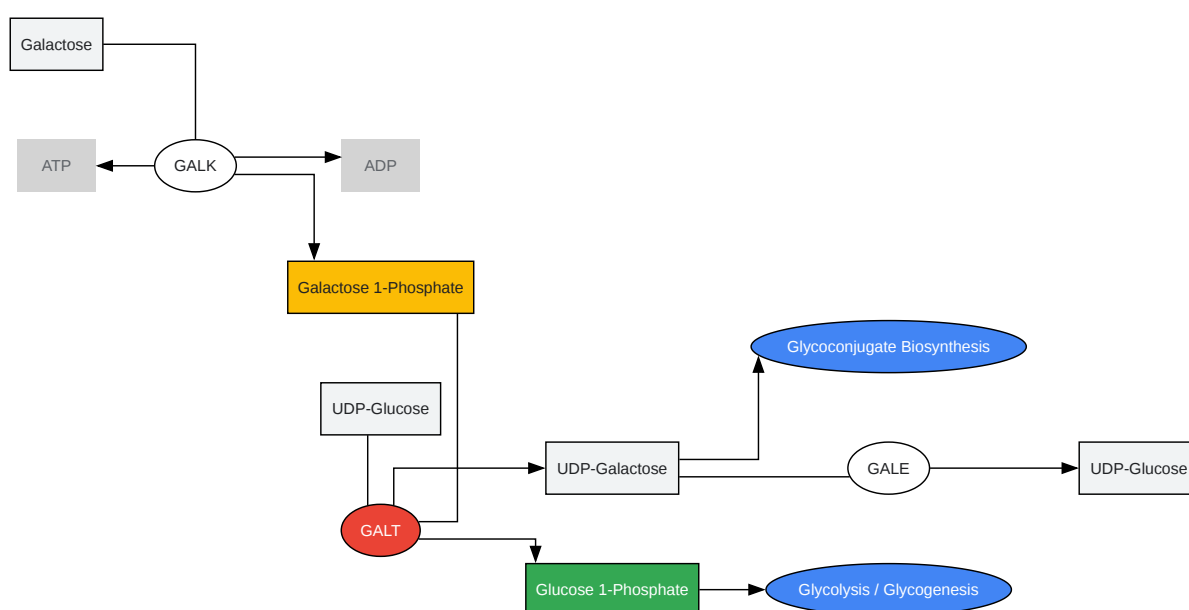 Galactose
ATP
GALK
ADP
Galactose 1-Phosphate
Glycoconjugate Biosynthesis
UDP-Glucose
UDP-Galactose
GALE
UDP-Glucose
GALT
Glucose 1-Phosphate
Glycolysis / Glycogenesis